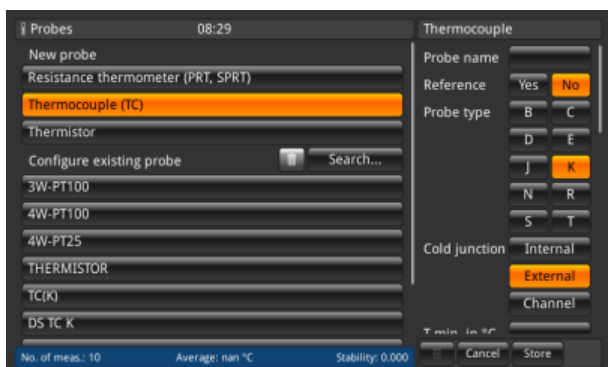 Probes 08:29
New probe
Resistance thermometer (PRT, SPRT)
Thermocouple (TC)
Thermistor
Configure existing probe Search...
3W-PT100
4W-PT100
4W-PT25
THERMISTOR
TC(K)
DS TC K
No. of meas.: 10 Average: nan °C Stability: 0.000
Thermocouple
Probe name
Reference Yes No
Probe type B C
D E
J K
N R
S T
Cold junction Internal
External
Channel
T min. in °C
Cancel Store